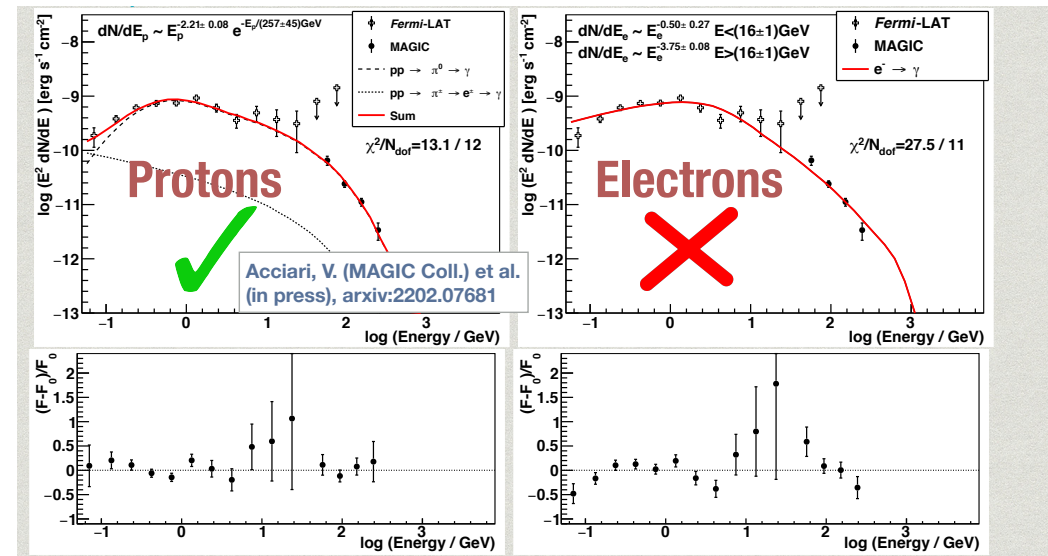 dN/dE_p ~ E_p^{-2.21± 0.08} e^{-E_p/(257±45)GeV}
Fermi-LAT
MAGIC
pp → π⁰ → γ
pp → π^± → e^± → γ
Sum
χ²/N_dof=13.1 / 12
log (E² dN/dE ) [erg s⁻¹ cm⁻²]
−8
−9
−10
−11
−12
−13
−1
0
1
2
3
log (Energy / GeV)
Protons
dN/dE_e ~ E_e^{-0.50± 0.27} E<(16±1)GeV
dN/dE_e ~ E_e^{-3.75± 0.08} E>(16±1)GeV
Fermi-LAT
MAGIC
e⁻ → γ
χ²/N_dof=27.5 / 11
log (E² dN/dE ) [erg s⁻¹ cm⁻²]
−8
−9
−10
−11
−12
−13
−1
0
1
2
3
log (Energy / GeV)
Electrons
Acciari, V. (MAGIC Coll.) et al.
(in press), arxiv:2202.07681
(F-F₀)/F₀
2
1.5
1
0.5
0
−0.5
−1
−1
0
1
2
3
log (Energy / GeV)
(F-F₀)/F₀
2
1.5
1
0.5
0
−0.5
−1
−1
0
1
2
3
log (Energy / GeV)